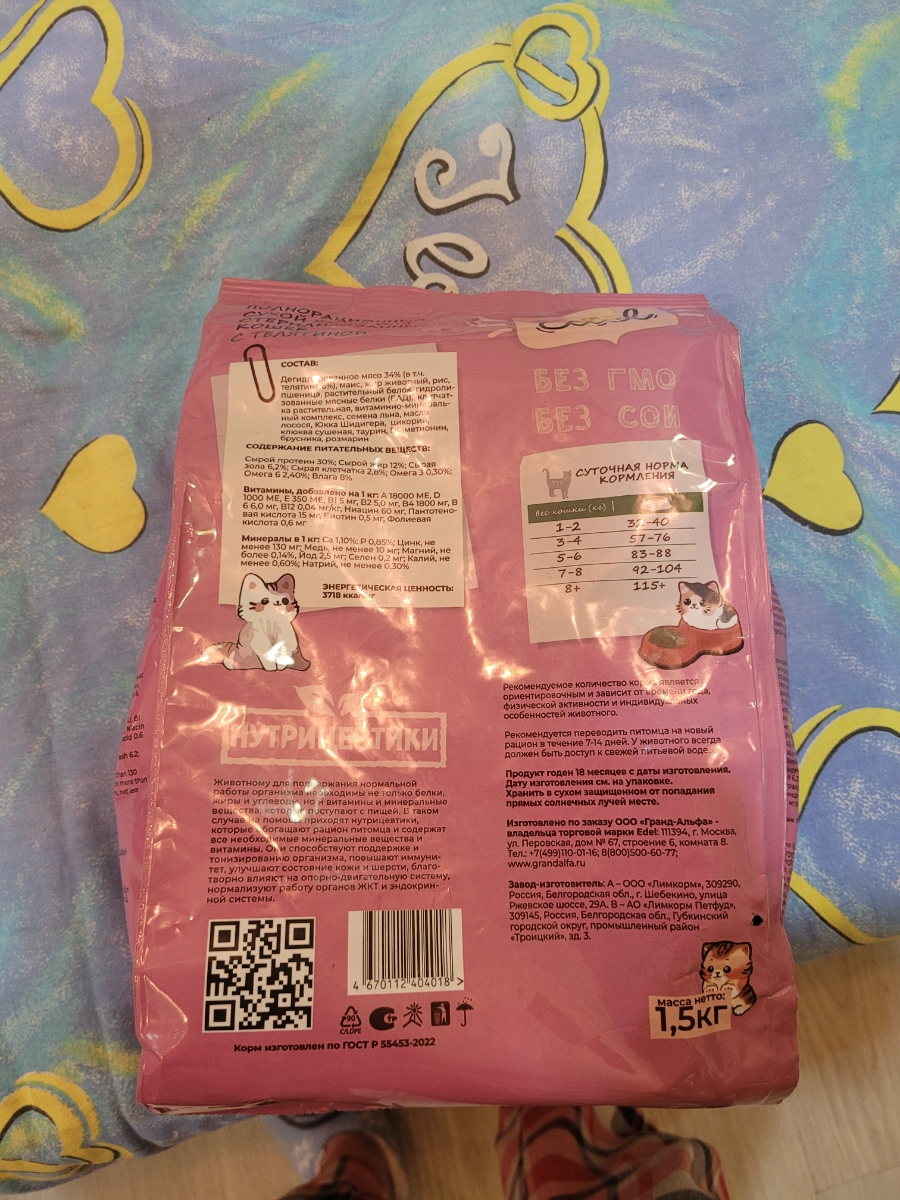 ПОЛНОРАЦИОННЫЙ
СУХОЙ
КОШЕК
С ТЕЛЯТИНОЙ
Edel
СОСТАВ:
Дегидрированное мясо 34% (в т.ч.
телятина 6%), маис, жир животный, рис,
пшеница, растительный белок, гидроли-
зованные мясные белки (БАД), клетчат-
ка растительная, витаминно-минераль-
ный комплекс, семена льна, масло
лосося, Юкка Шидигера, цикорий,
клюква сушеная, таурин, DL-метионин,
брусника, розмарин
СОДЕРЖАНИЕ ПИТАТЕЛЬНЫХ ВЕЩЕСТВ:
Сырой протеин 30%; Сырой жир 12%; Сырая
зола 6,2%; Сырая клетчатка 2,8%; Омега 3 0,30%;
Омега 6 2,40%; Влага 8%
Витамины, добавлено на 1 кг: A 18000 МЕ, D
1000 МЕ, E 350 МЕ, B1 5 мг, B2 5,0 мг, B4 1800 мг, B
6 6,0 мг, B12 0,04 мг/кг, Ниацин 60 мг, Пантотено-
вая кислота 15 мг, Биотин 0,5 мг, Фолиевая
кислота 0,6 мг
Минералы в 1 кг: Ca 1,10%: P 0,85%; Цинк, не
менее 130 мг; Медь, не менее 10 мг; Магний, не
более 0,14%, Йод 2,5 мг; Селен 0,2 мг; Калий, не
менее 0,60%; Натрий, не менее 0,30%
ЭНЕРГЕТИЧЕСКАЯ ЦЕННОСТЬ:
3718 ккал/кг
БЕЗ ГМО
БЕЗ СОИ
СУТОЧНАЯ НОРМА
КОРМЛЕНИЯ
вес кошки (кг)
1-2 32-40
3-4 57-76
5-6 83-88
7-8 92-104
8+ 115+
НУТРИЦЕВТИКИ
Животному для поддержания нормальной
работы организма необходимы не только белки,
жиры и углеводы, но и витамины и минеральные
вещества, которые поступают с пищей. В таком
случае на помощь приходят нутрицевтики,
которые обогащают рацион питомца и содержат
все необходимые минеральные вещества и
витамины. Они способствуют поддержке и
тонизированию организма, повышают иммуни-
тет, улучшают состояние кожи и шерсти, благо-
творно влияют на опорно-двигательную систему,
нормализуют работу органов ЖКТ и эндокрин-
ной системы.
Рекомендуемое количество корма является
ориентировочным и зависит от времени года,
физической активности и индивидуальных
особенностей животного.
Рекомендуется переводить питомца на новый
рацион в течение 7-14 дней. У животного всегда
должен быть доступ к свежей питьевой воде.
Продукт годен 18 месяцев с даты изготовления.
Дату изготовления см. на упаковке.
Хранить в сухом защищенном от попадания
прямых солнечных лучей месте.
Изготовлено по заказу ООО «Гранд-Альфа» -
владельца торговой марки Edel: 111394, г. Москва,
ул. Перовская, дом № 67, строение 6, комната 8.
Тел.: +7(499)110-01-16; 8(800)500-60-77;
www.grandalfa.ru
Завод-изготовитель: А – ООО «Лимкорм», 309290,
Россия, Белгородская обл., г. Шебекино, улица
Ржевское шоссе, 29А. В – АО «Лимкорм Петфуд»,
309145, Россия, Белгородская обл., Губкинский
городской округ, промышленный район
«Троицкий», зд. 3.
4 670112 404018 >
90
C/LDPE
Корм изготовлен по ГОСТ Р 55453-2022
масса нетто:
1,5кг